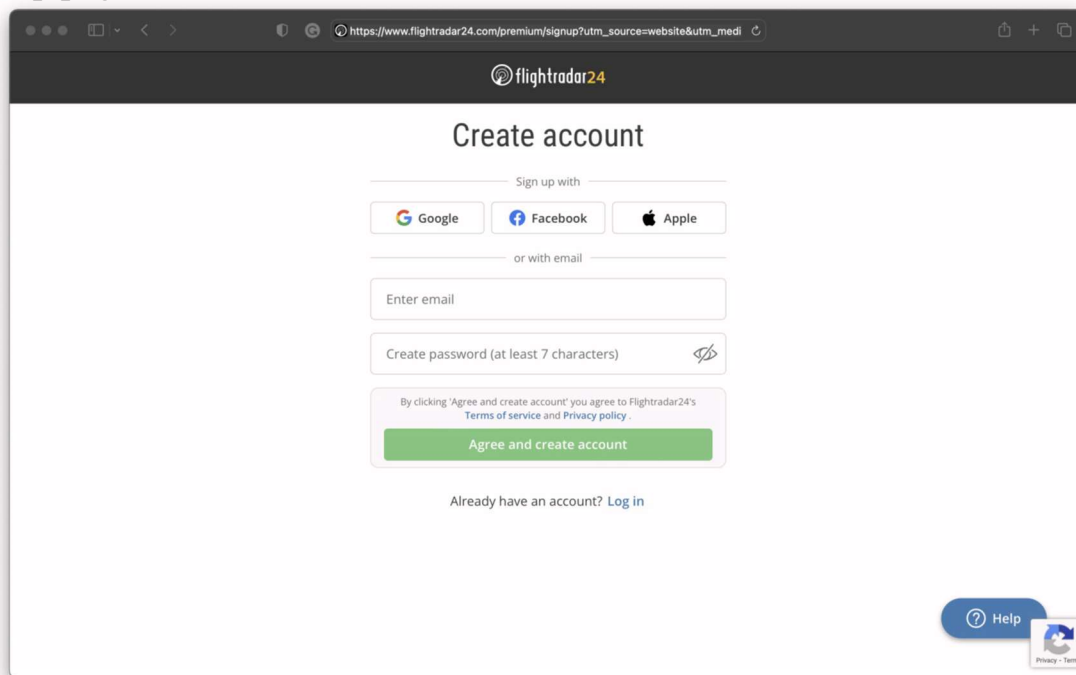 https://www.flightradar24.com/premium/signup?utm_source=website&utm_medi
flightradar24
Create account
Sign up with
Google
Facebook
Apple
or with email
Enter email
Create password (at least 7 characters)
By clicking 'Agree and create account' you agree to Flightradar24's
Terms of service and Privacy policy .
Agree and create account
Already have an account? Log in
Help
Privacy - Term